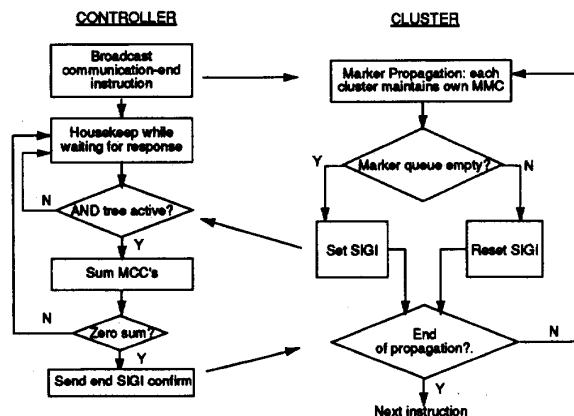 CONTROLLER
Broadcast
communication-end
instruction
Housekeep while
waiting for response
N
AND tree active?
Y
Sum MCC's
N
Zero sum?
Y
Send end SIGI confirm
CLUSTER
Marker Propagation: each
cluster maintains own MMC
Y
Marker queue empty?
N
Set SIGI
Reset SIGI
End
of propagation?.
N
Y
Next instruction